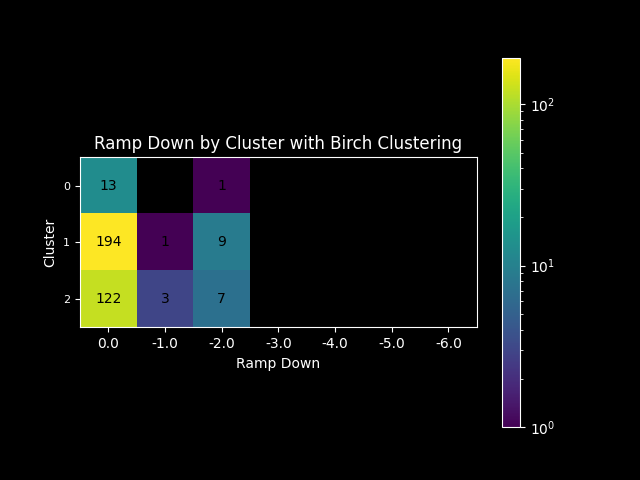 Ramp Down by Cluster with Birch Clustering
0 13 1
1 194 1 9
2 122 3 7
Cluster
0.0 -1.0 -2.0 -3.0 -4.0 -5.0 -6.0
Ramp Down
10²
10¹
10⁰